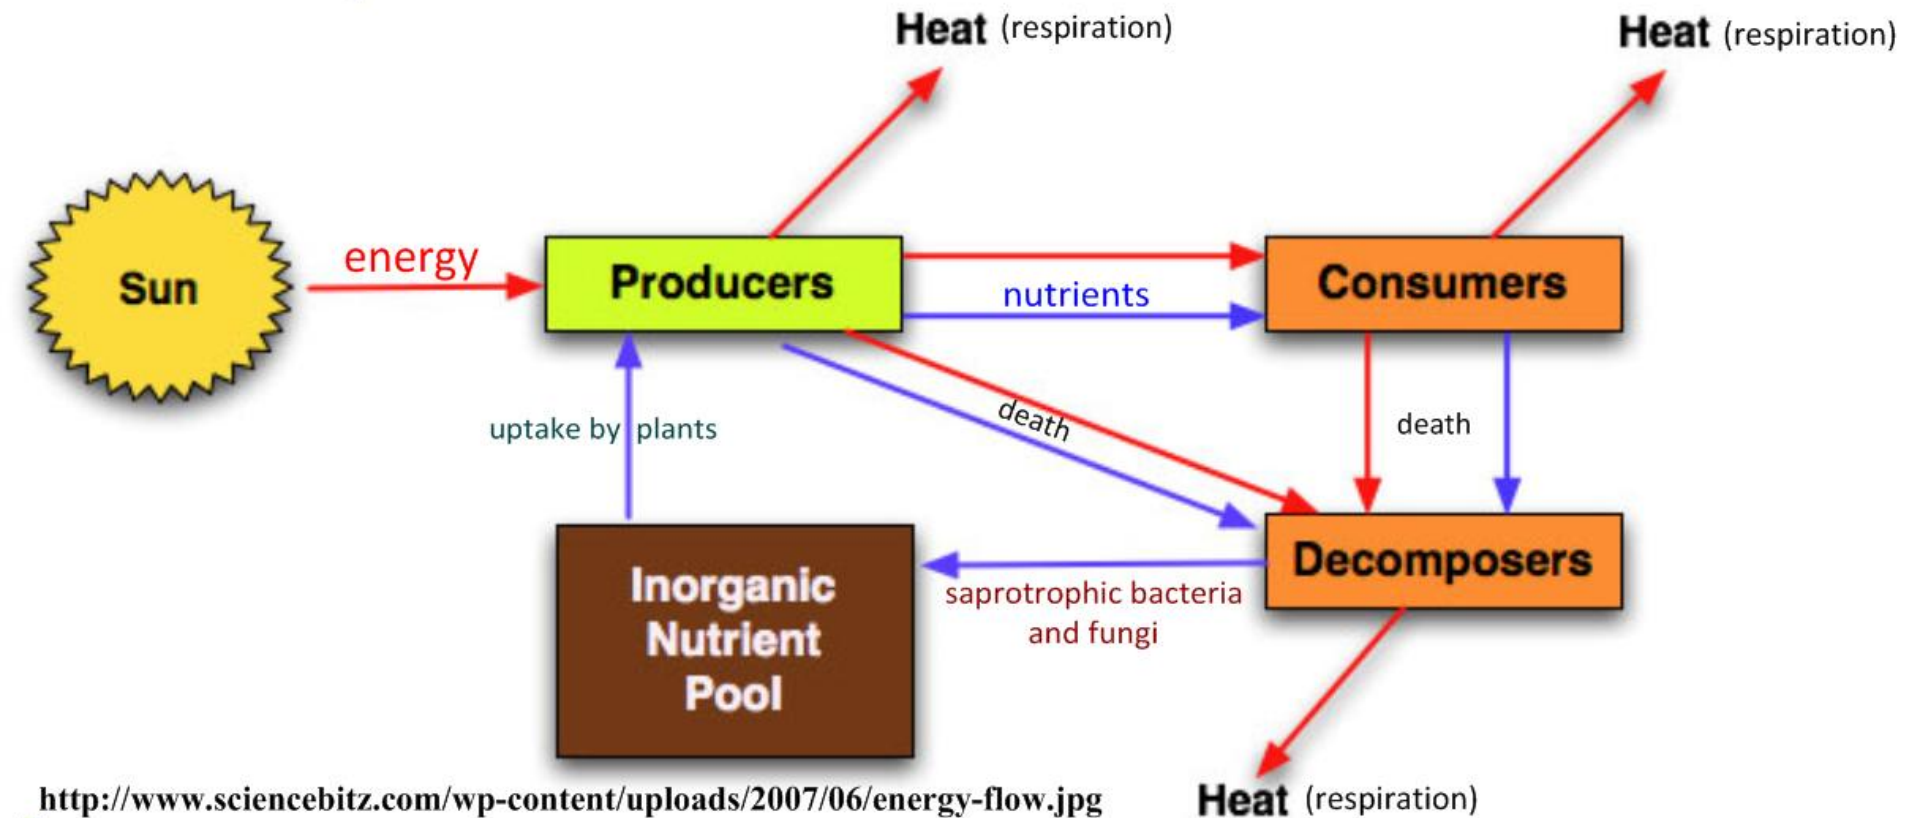 Heat (respiration)
Heat (respiration)
Sun
energy
Producers
nutrients
Consumers
uptake by plants
death
death
Inorganic
Nutrient
Pool
saprotrophic bacteria
and fungi
Decomposers
http://www.sciencebitz.com/wp-content/uploads/2007/06/energy-flow.jpg
Heat (respiration)